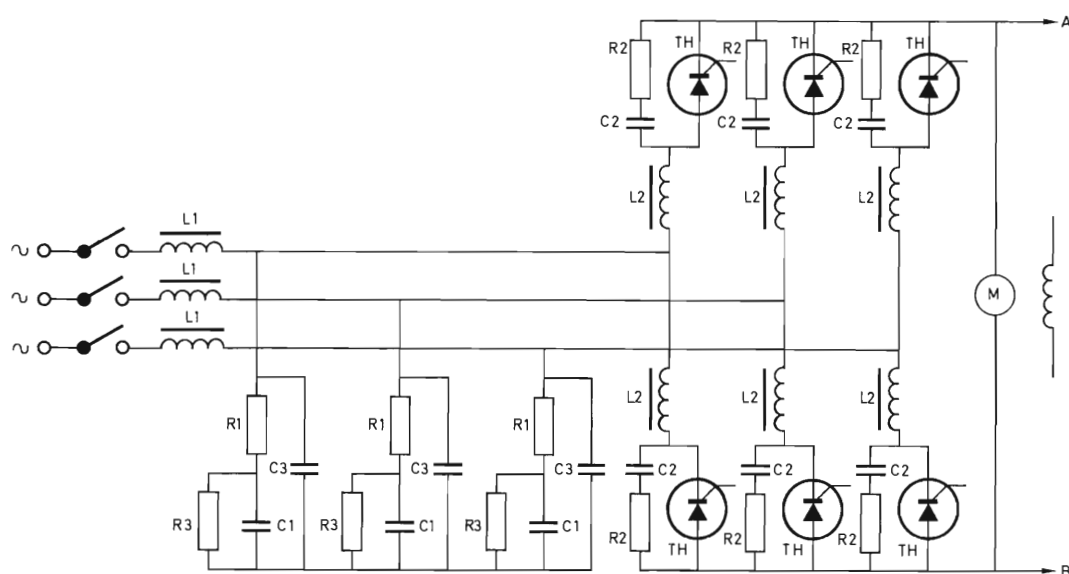 A
R2 TH R2 TH R2 TH
C2 C2 C2
L2 L2 L2
L1
~
L1
~
M
L1
~
L2 L2 L2
R1 R1 R1
C3 C3 C3 C2 C2 C2
R3 C1 R3 C1 R3 C1 R2 R2 R2
TH TH TH
B